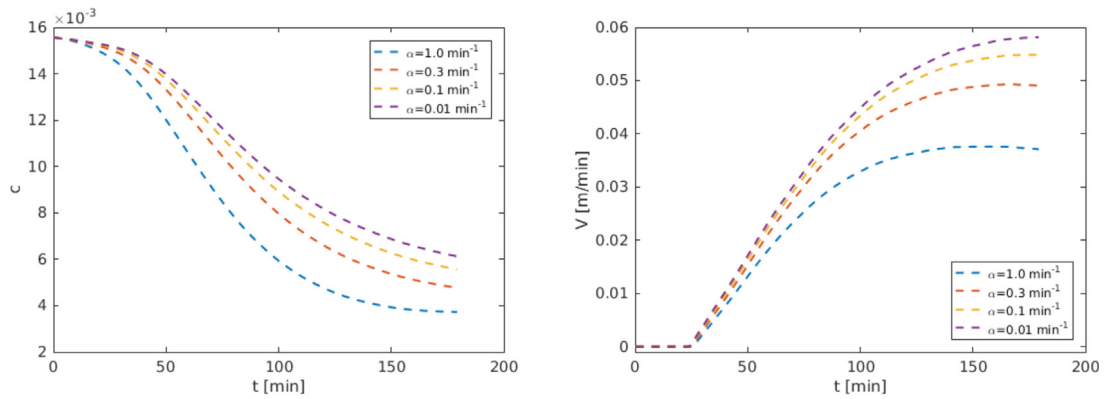 ×10⁻³
16
14
12
10
8
6
4
2
c
0 50 100 150 200
t [min]
α=1.0 min⁻¹
α=0.3 min⁻¹
α=0.1 min⁻¹
α=0.01 min⁻¹
0.06
0.05
0.04
0.03
0.02
0.01
0
V [m/min]
0 50 100 150 200
t [min]
α=1.0 min⁻¹
α=0.3 min⁻¹
α=0.1 min⁻¹
α=0.01 min⁻¹